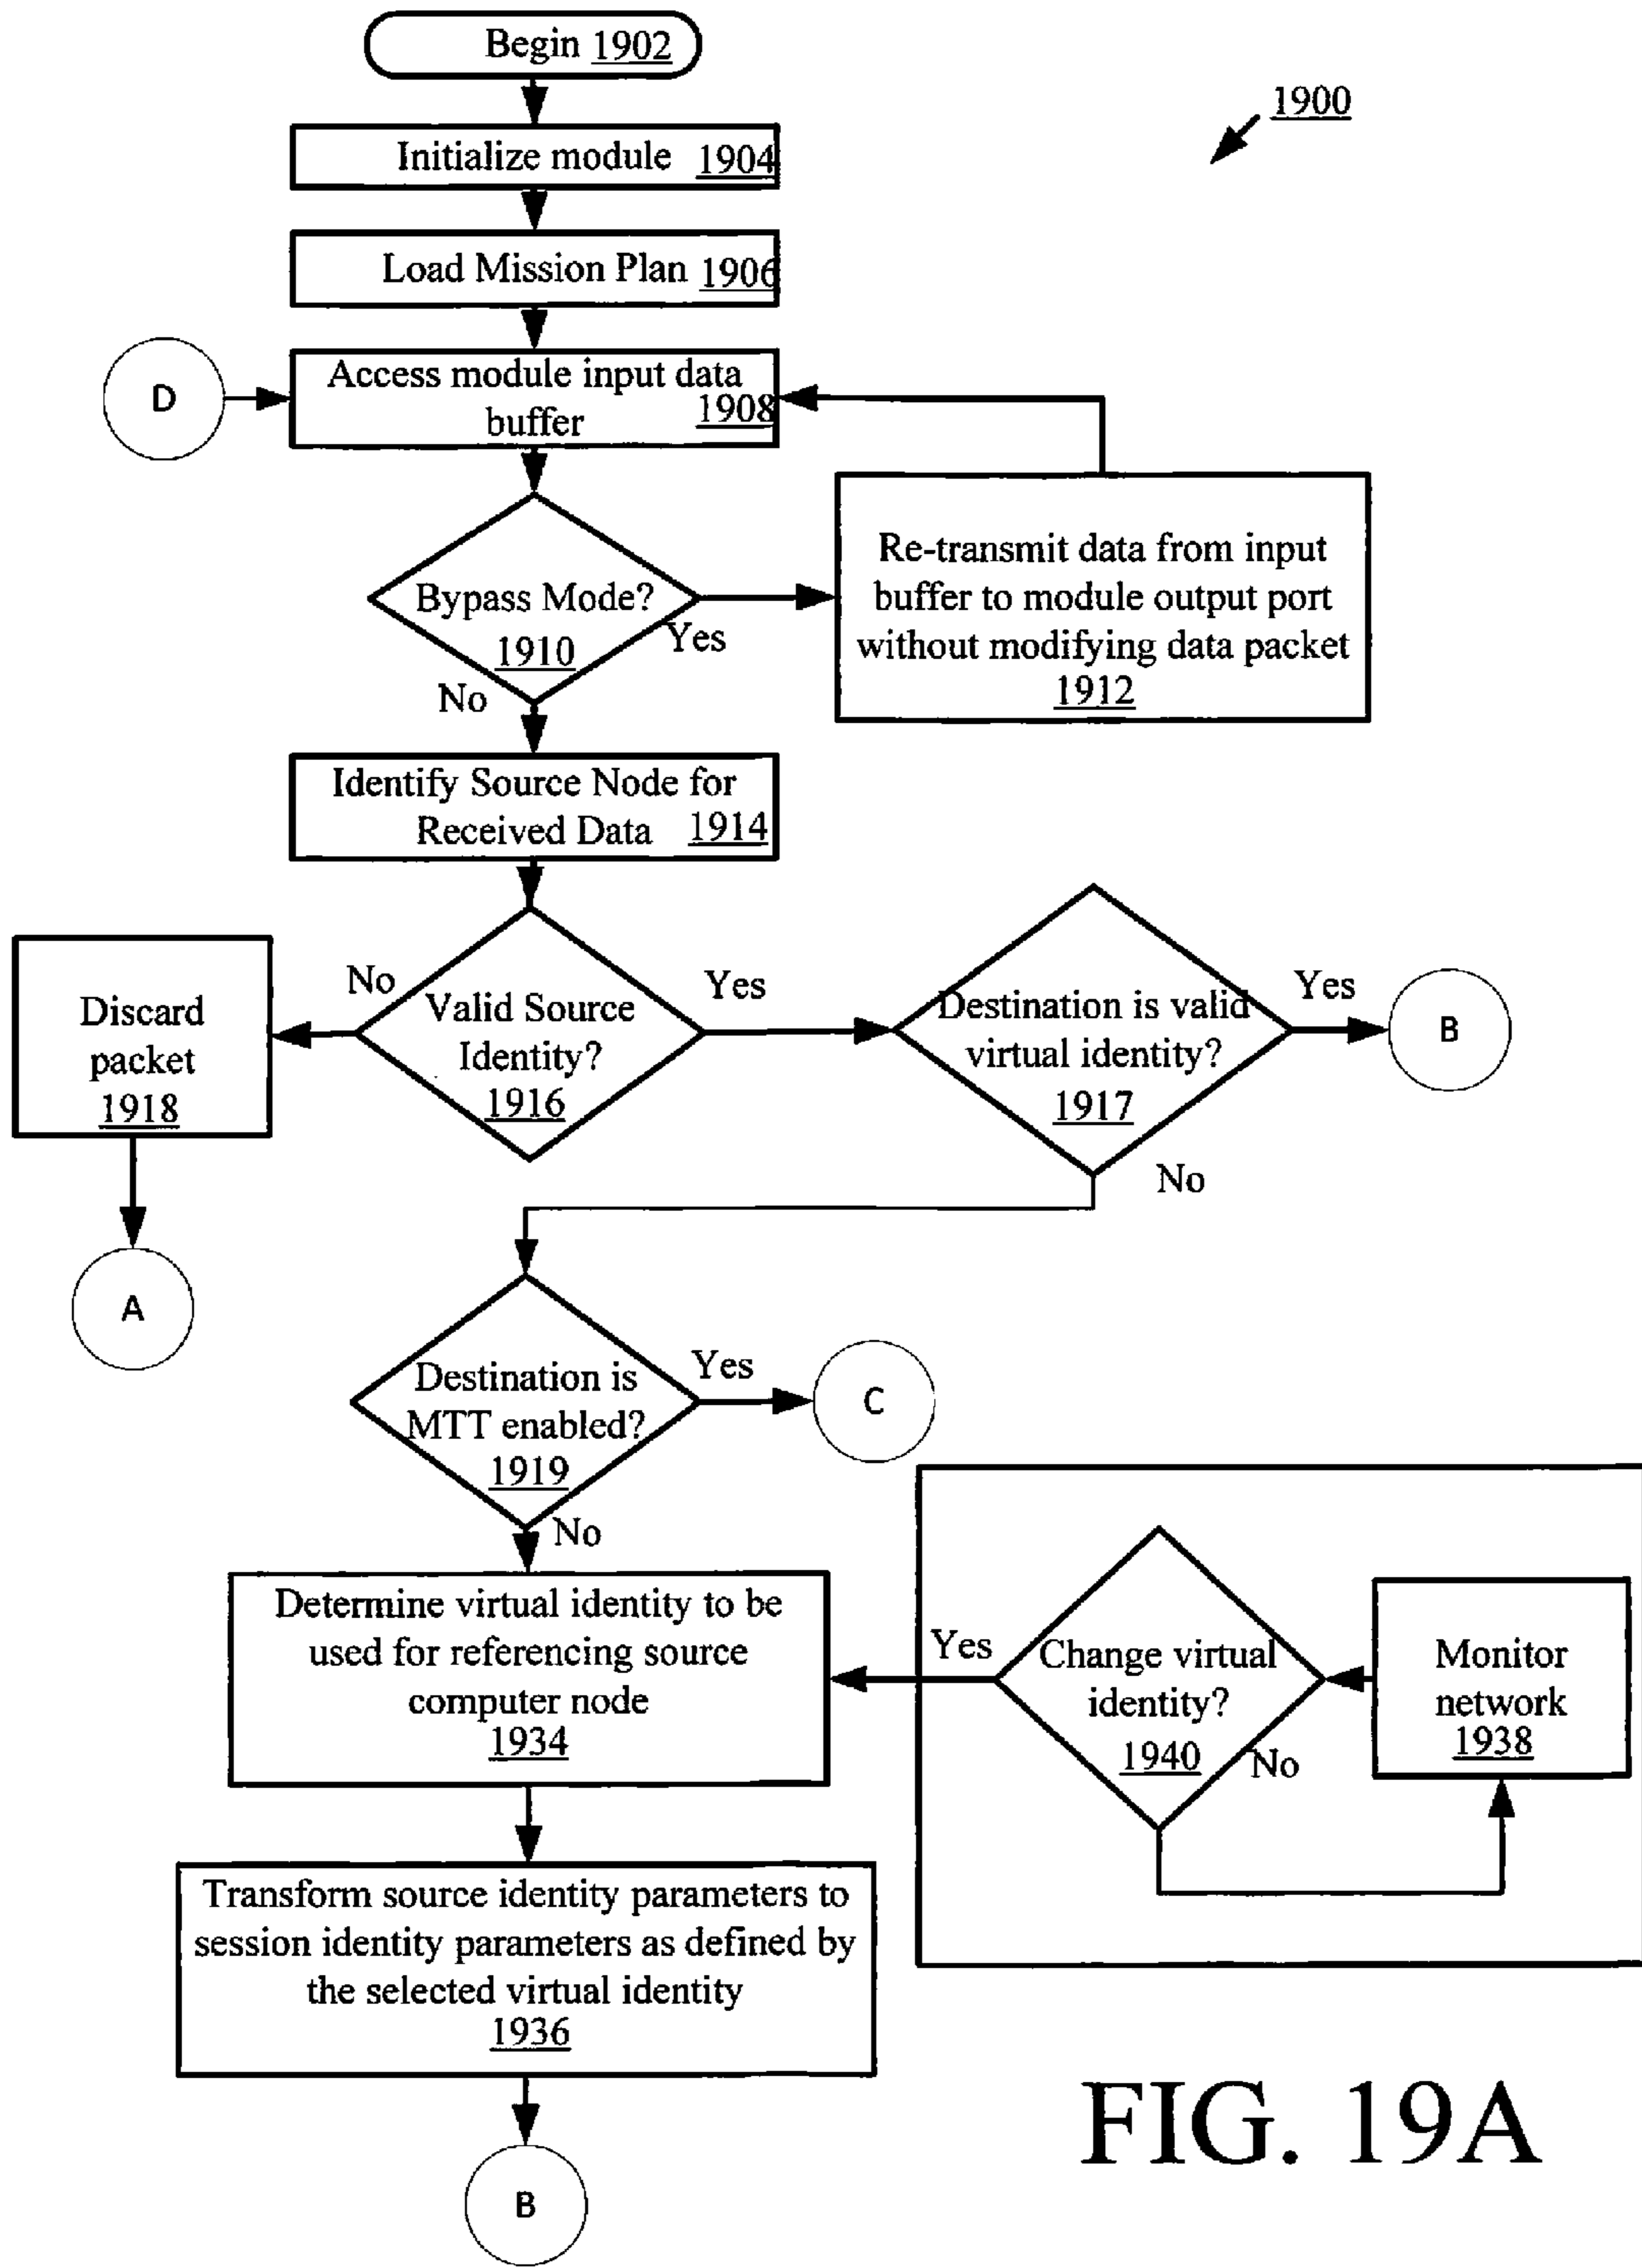 Begin 1902
1900
Initialize module 1904
Load Mission Plan 1906
D
Access module input data
buffer 1908
Bypass Mode?
1910
Yes
No
Re-transmit data from input
buffer to module output port
without modifying data packet
1912
Identify Source Node for
Received Data 1914
No
Valid Source
Identity?
1916
Yes
Discard
packet
1918
A
Destination is valid
virtual identity?
1917
Yes
B
No
Destination is
MTT enabled?
1919
Yes
C
No
Determine virtual identity to be
used for referencing source
computer node
1934
Yes
Change virtual
identity?
1940
No
Monitor
network
1938
Transform source identity parameters to
session identity parameters as defined by
the selected virtual identity
1936
B
FIG. 19A